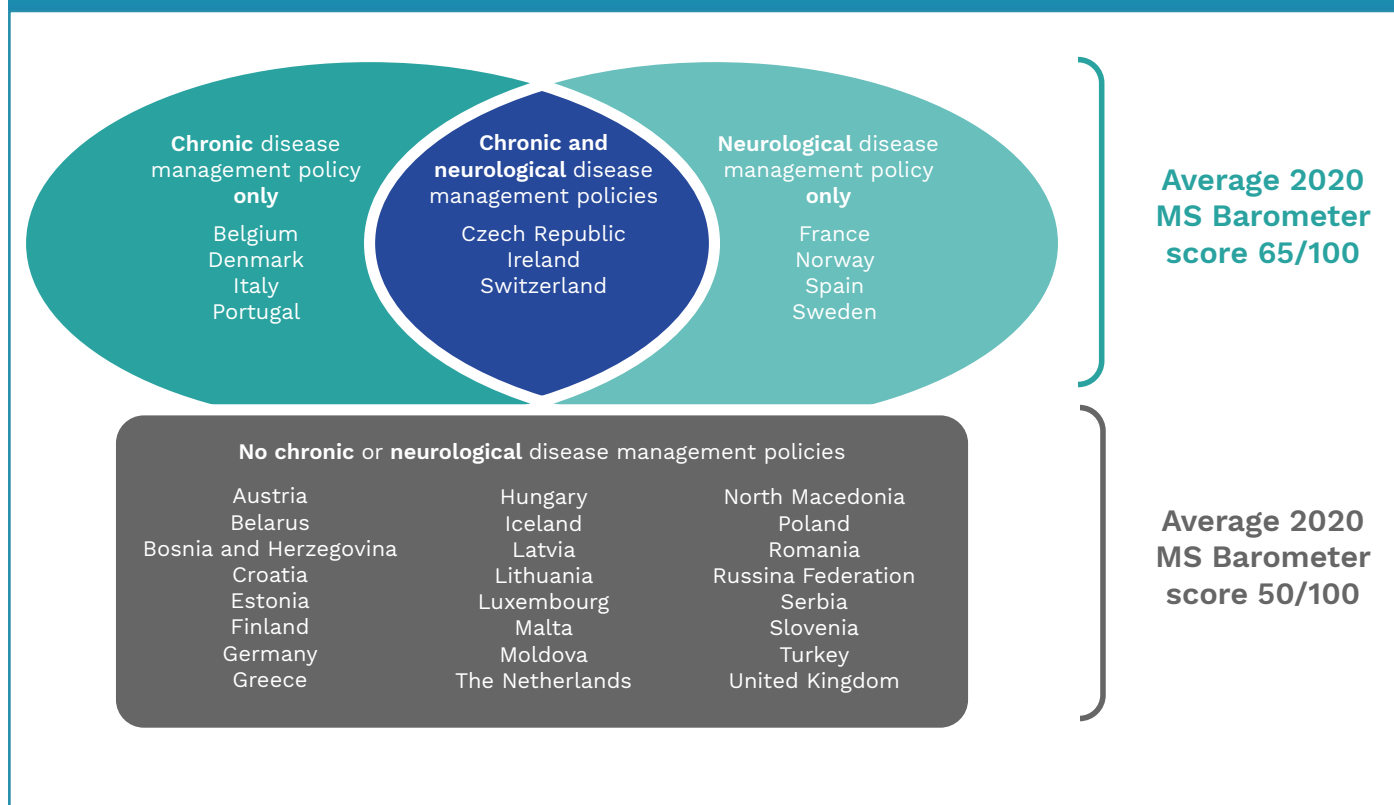 Chronic disease
management policy
only
Belgium
Denmark
Italy
Portugal
Chronic and
neurological disease
management policies
Czech Republic
Ireland
Switzerland
Neurological disease
management policy
only
France
Norway
Spain
Sweden
Average 2020
MS Barometer
score 65/100
No chronic or neurological disease management policies
Austria
Belarus
Bosnia and Herzegovina
Croatia
Estonia
Finland
Germany
Greece
Hungary
Iceland
Latvia
Lithuania
Luxembourg
Malta
Moldova
The Netherlands
North Macedonia
Poland
Romania
Russina Federation
Serbia
Slovenia
Turkey
United Kingdom
Average 2020
MS Barometer
score 50/100